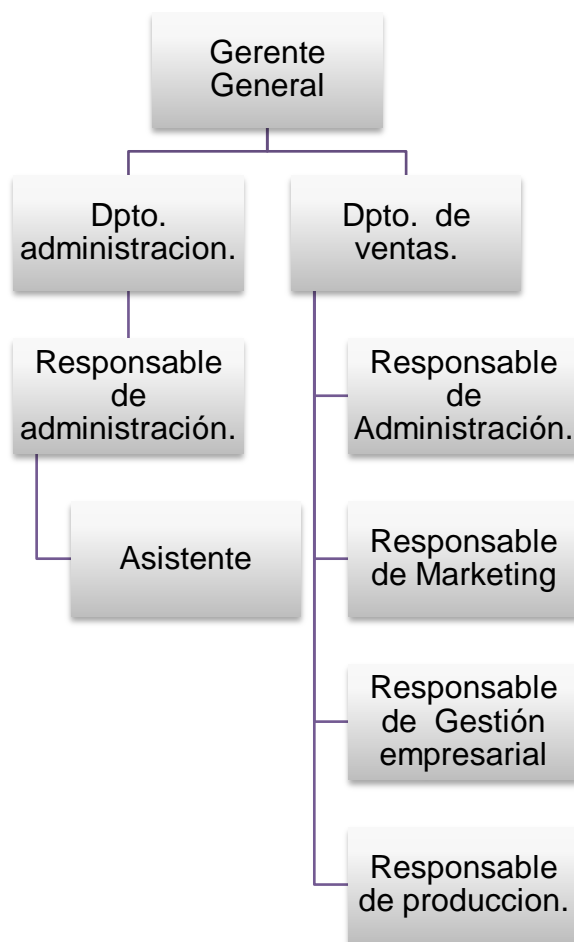 Gerente
General
Dpto.
administracion.
Dpto. de
ventas.
Responsable
de
administración.
Responsable
de
Administración.
Asistente
Responsable
de Marketing
Responsable
de Gestión
empresarial
Responsable
de produccion.